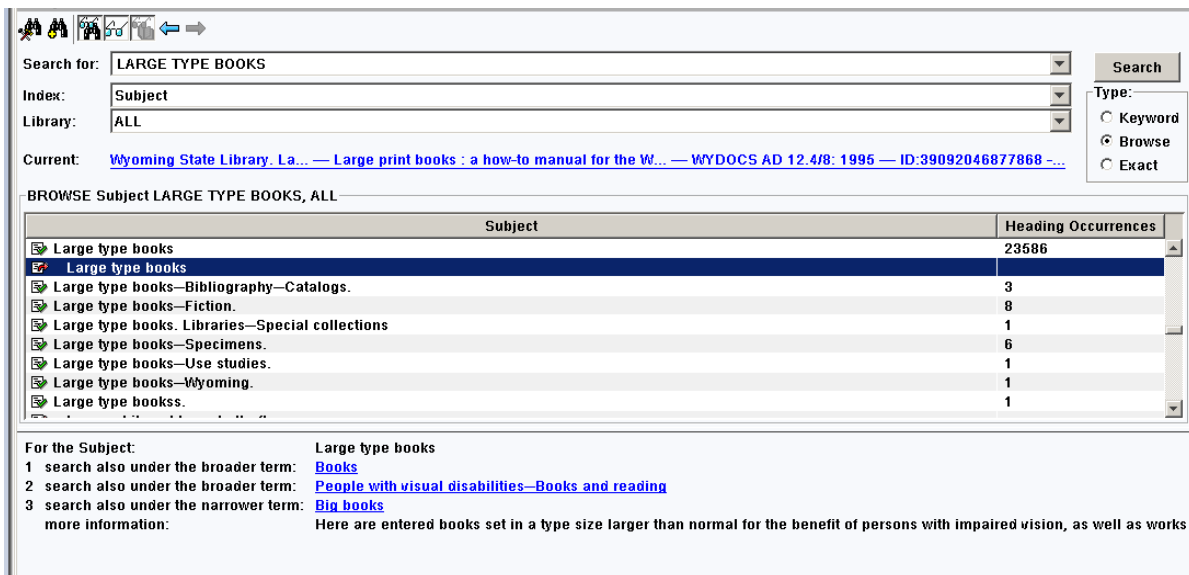 Search for: LARGE TYPE BOOKS Search
Index: Subject Type:
Library: ALL Keyword
Browse
Current: Wyoming State Library. La... — Large print books : a how-to manual for the W... — WYDOCS AD 12.4/8: 1995 — ID:39092046877868 -...
Exact
BROWSE Subject LARGE TYPE BOOKS, ALL
Subject Heading Occurrences
Large type books 23586
Large type books
Large type books—Bibliography—Catalogs. 3
Large type books—Fiction. 8
Large type books. Libraries—Special collections 1
Large type books—Specimens. 6
Large type books—Use studies. 1
Large type books—Wyoming. 1
Large type bookss. 1
For the Subject: Large type books
1 search also under the broader term: Books
2 search also under the broader term: People with visual disabilities—Books and reading
3 search also under the narrower term: Big books
more information: Here are entered books set in a type size larger than normal for the benefit of persons with impaired vision, as well as works